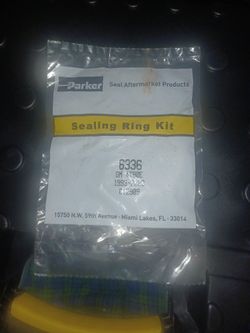 Parker Seal Aftermarket Products
Sealing Ring Kit
6336
15750 N.W. 59th Avenue - Miami Lakes, FL - 33014